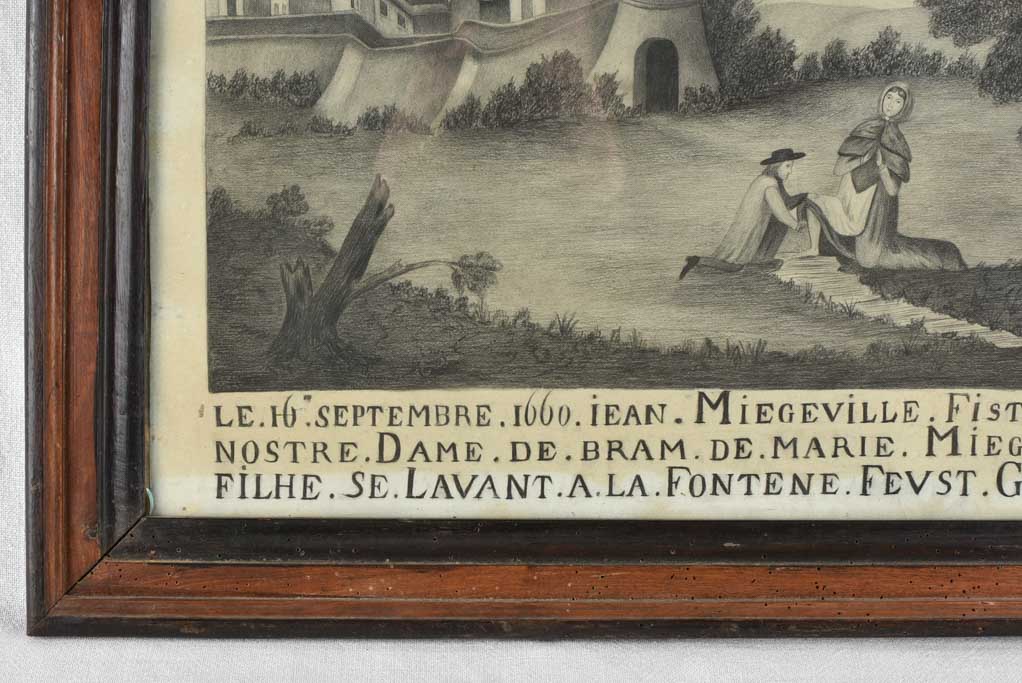 LE . 16 . SEPTEMBRE . 1660 . IEAN . MIEGEVILLE . FIST
NOSTRE . DAME . DE . BRAM . DE . MARIE . MIEG
FILHE . SE . LAVANT . A . LA . FONTENE . FEVST . G